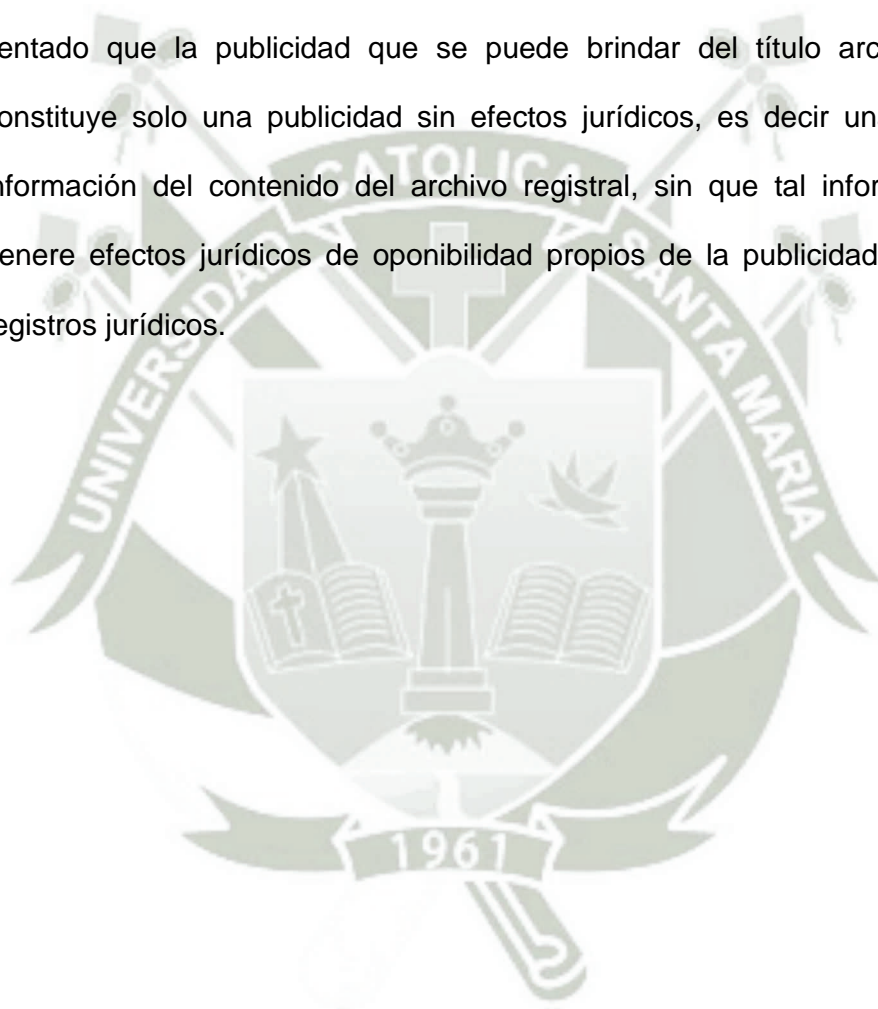 entado que la publicidad que se puede brindar del título arc
onstituye solo una publicidad sin efectos jurídicos, es decir un
nformación del contenido del archivo registral, sin que tal infor
enere efectos jurídicos de oponibilidad propios de la publicidad
egistros jurídicos.
UNIVERSIDAD CATOLICA SANTA MARIA
1961